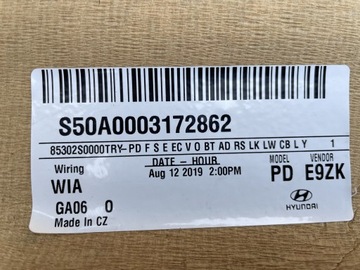 S50A0003172862
85302S0000TRY-PD F S E EC V O BT AD RS LK LW CB L Y 1
Wiring DATE - HOUR MODEL VENDOR
WIA Aug 12 2019 2:00PM PD E9ZK
GA06 O
Made In CZ HYUNDAI